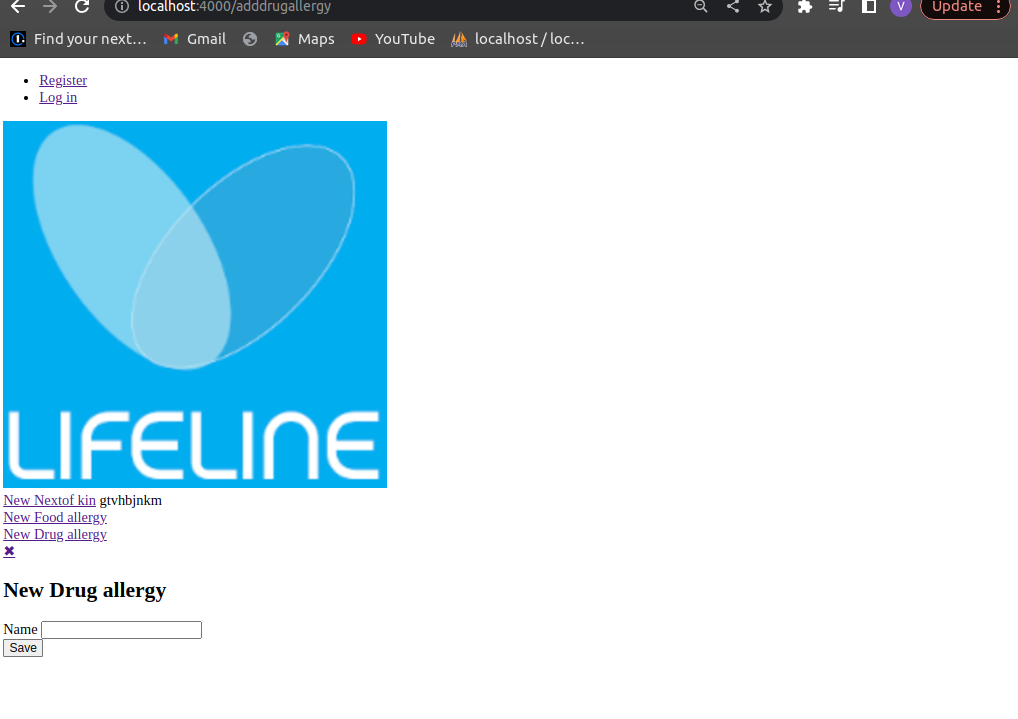 localhost:4000/adddrugallergy
V
Update
Find your next…
Gmail
Maps
YouTube
localhost / loc…
Register
Log in
LIFELINE
New Nextof kin gtvhbjnkm
New Food allergy
New Drug allergy
✖
New Drug allergy
Name
Save